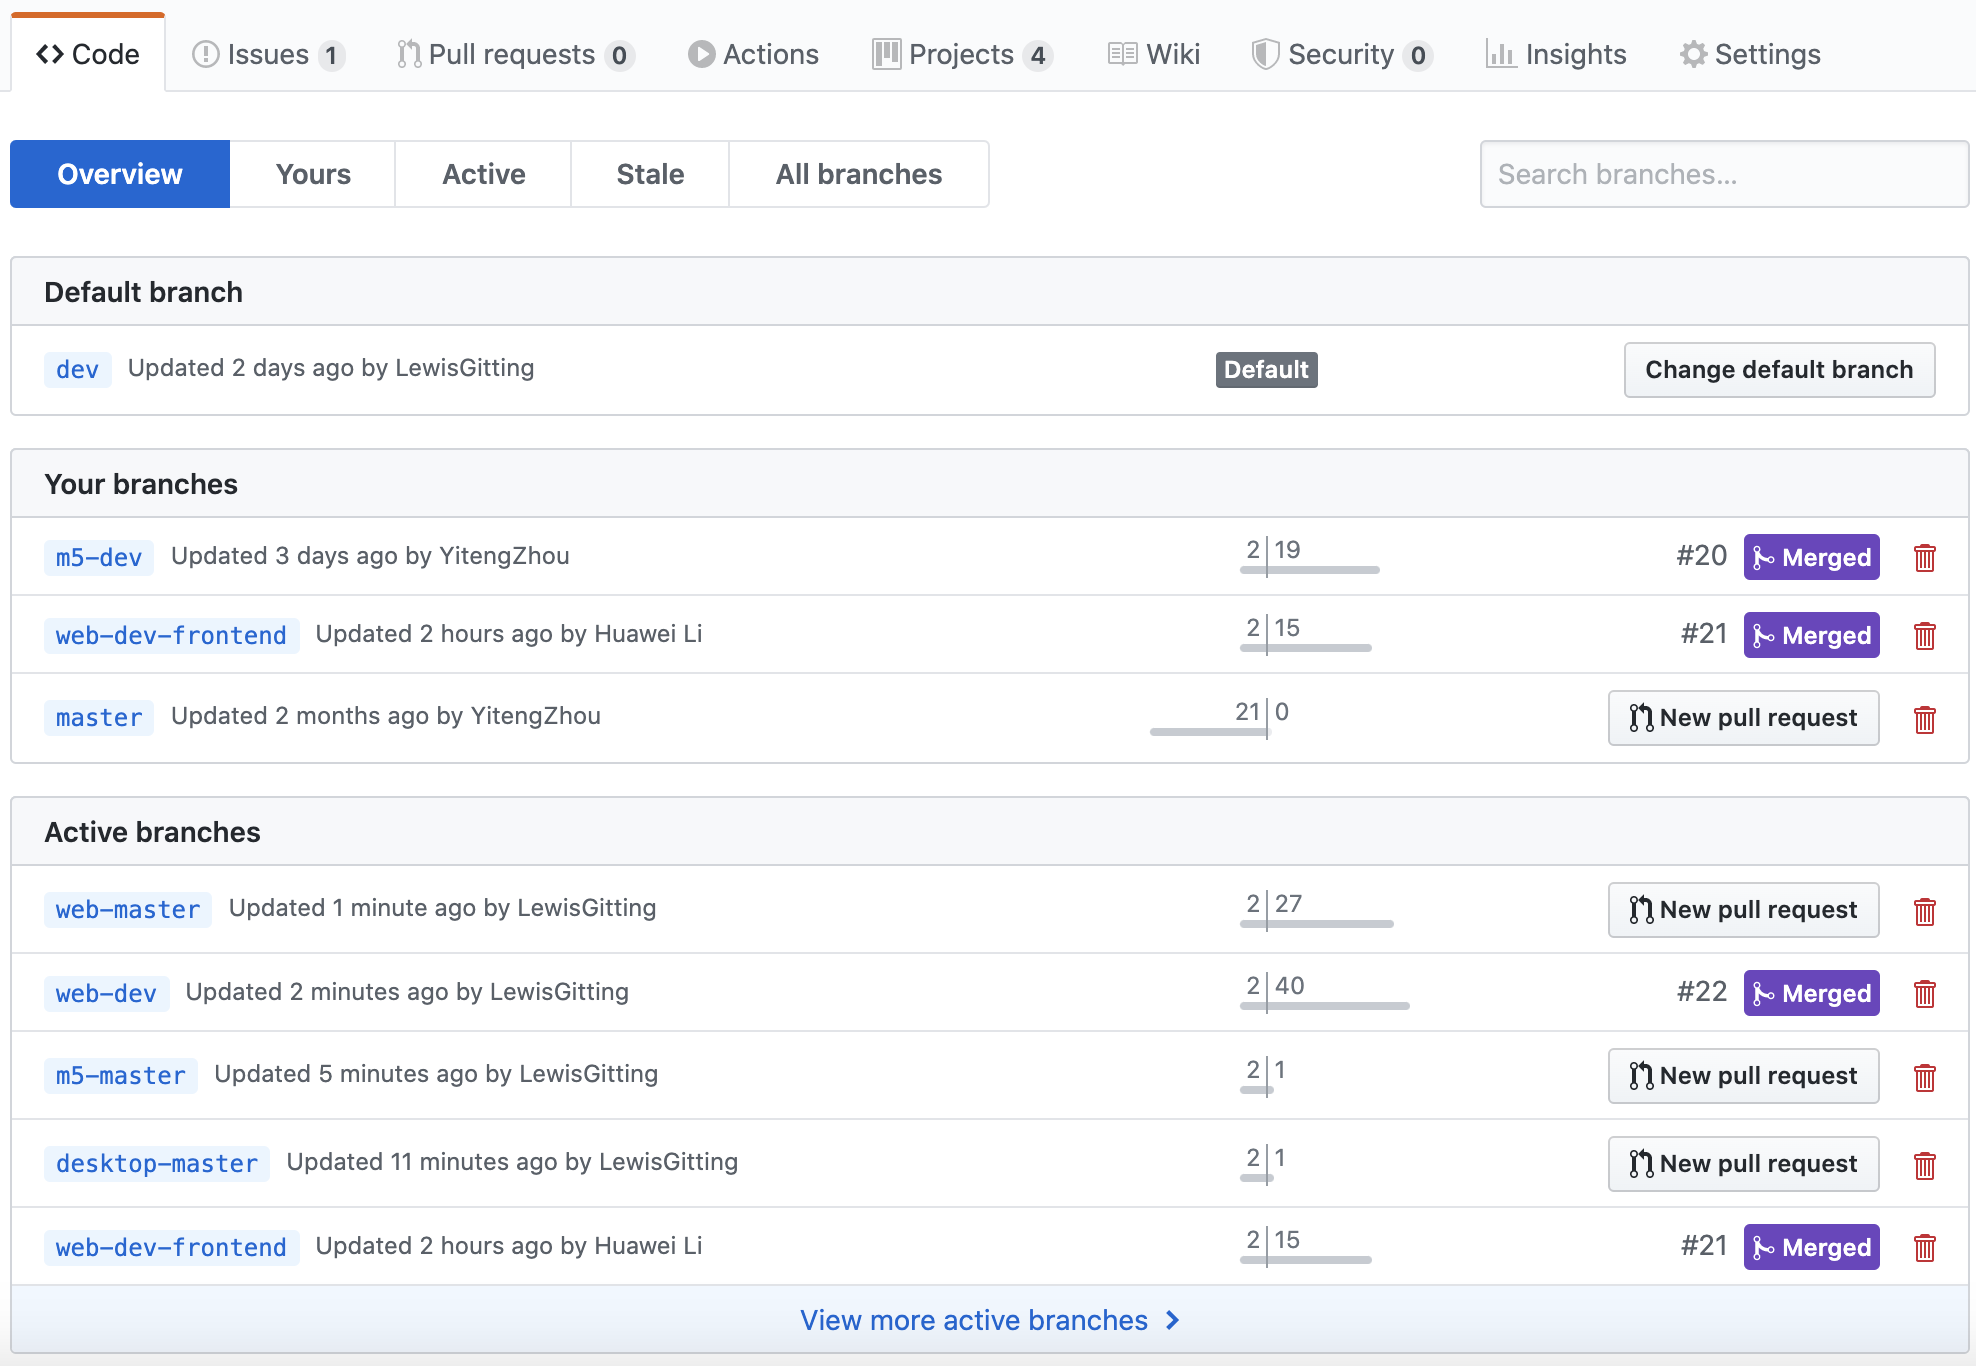 Code Issues 1 Pull requests 0 Actions Projects 4 Wiki Security 0 Insights Settings
Overview Yours Active Stale All branches Search branches...
Default branch
dev Updated 2 days ago by LewisGitting Default Change default branch
Your branches
m5-dev Updated 3 days ago by YitengZhou 2 19 #20 Merged
web-dev-frontend Updated 2 hours ago by Huawei Li 2 15 #21 Merged
master Updated 2 months ago by YitengZhou 21 0 New pull request
Active branches
web-master Updated 1 minute ago by LewisGitting 2 27 New pull request
web-dev Updated 2 minutes ago by LewisGitting 2 40 #22 Merged
m5-master Updated 5 minutes ago by LewisGitting 2 1 New pull request
desktop-master Updated 11 minutes ago by LewisGitting 2 1 New pull request
web-dev-frontend Updated 2 hours ago by Huawei Li 2 15 #21 Merged
View more active branches